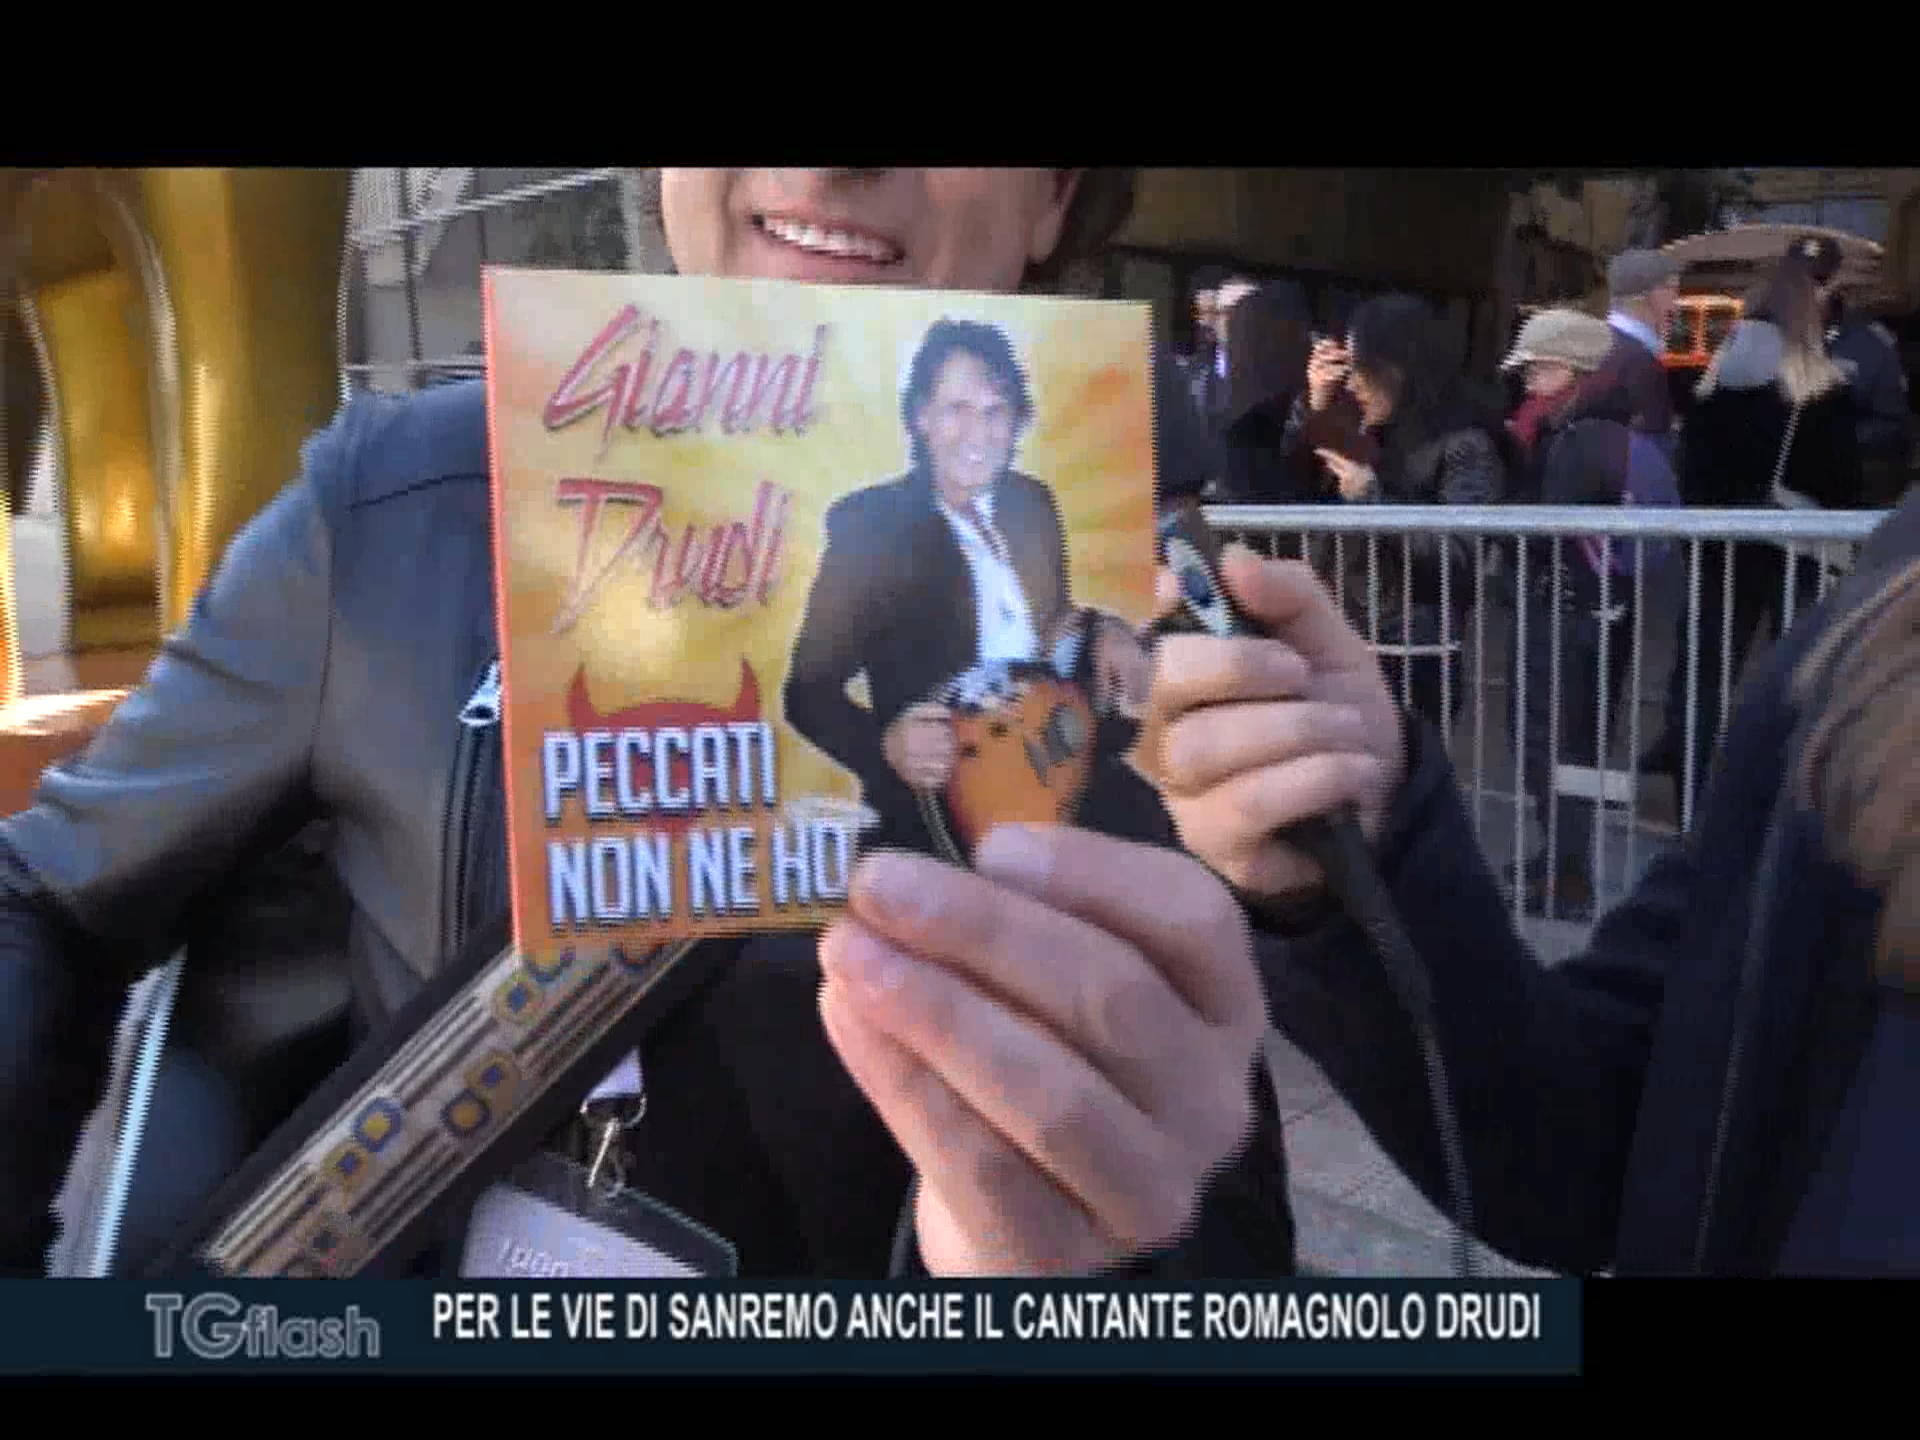 Gianni
Drudi
PECCATI
NON NE HO
TGflash
PER LE VIE DI SANREMO ANCHE IL CANTANTE ROMAGNOLO DRUDI